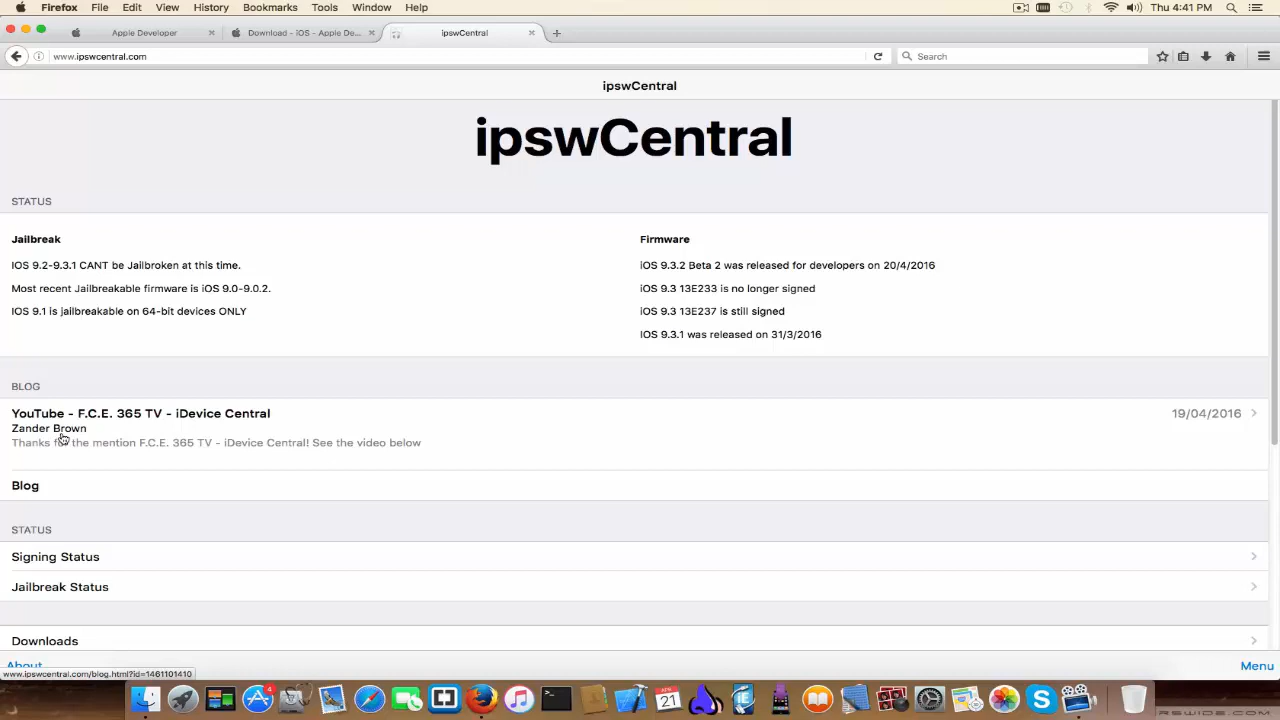 Firefox File Edit View History Bookmarks Tools Window Help Thu 4:41 PM
Apple Developer Download - iOS - Apple De... ipswCentral
www.ipswcentral.com Search
ipswCentral
ipswCentral
STATUS
Jailbreak Firmware
IOS 9.2-9.3.1 CANT be Jailbroken at this time. iOS 9.3.2 Beta 2 was released for developers on 20/4/2016
Most recent Jailbreakable firmware is iOS 9.0-9.0.2. iOS 9.3 13E233 is no longer signed
IOS 9.1 is jailbreakable on 64-bit devices ONLY iOS 9.3 13E237 is still signed
IOS 9.3.1 was released on 31/3/2016
BLOG
YouTube - F.C.E. 365 TV - iDevice Central 19/04/2016
Zander Brown
Thanks for the mention F.C.E. 365 TV - iDevice Central! See the video below
Blog
STATUS
Signing Status
Jailbreak Status
Downloads
About Menu
www.ipswcentral.com/blog.html?id=1461101410
4
APR
21